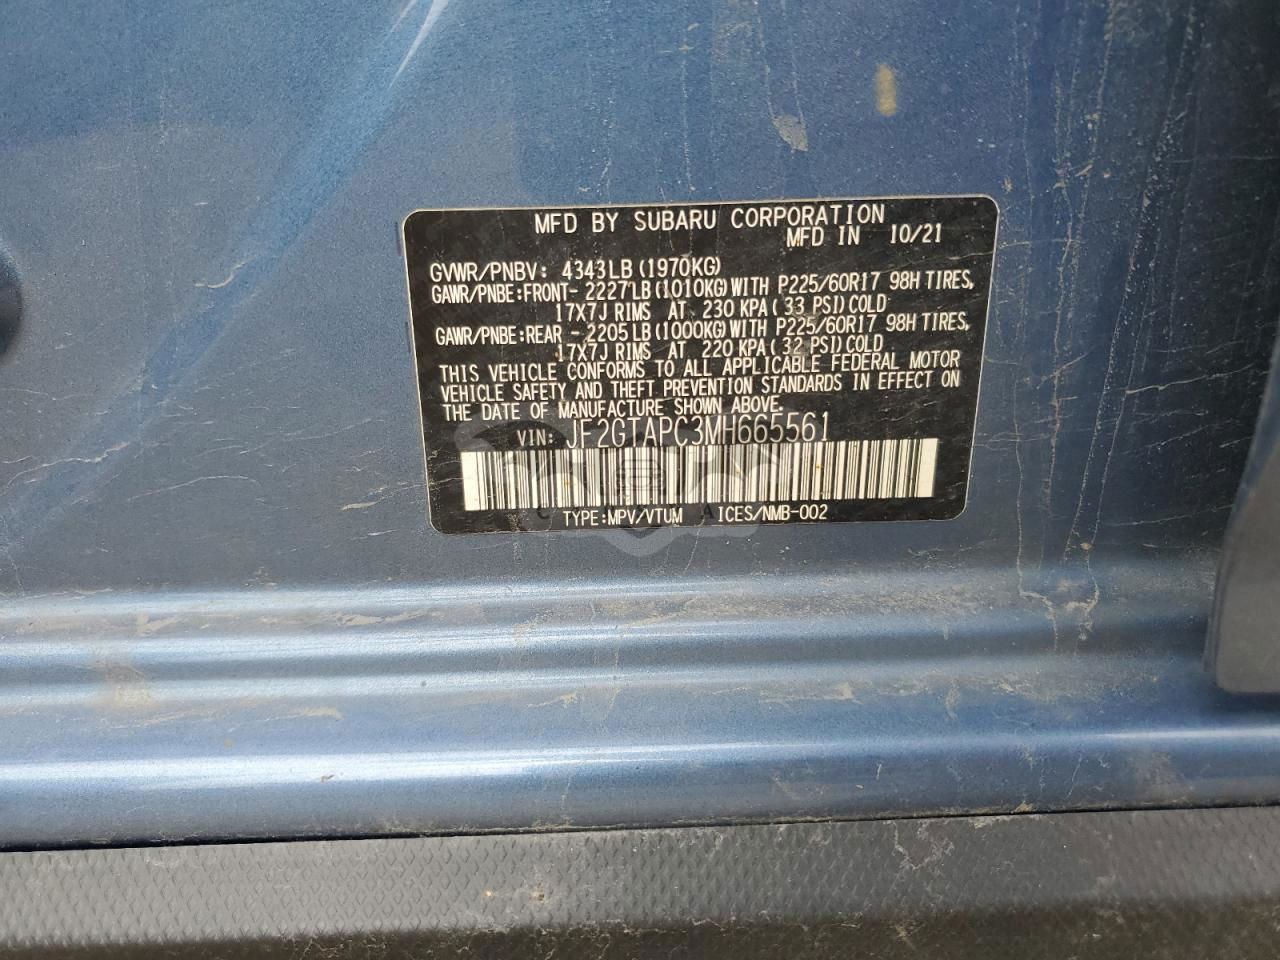 MFD BY SUBARU CORPORATION
MFD IN 10/21
GVWR/PNBV: 4343LB (1970KG)
GAWR/PNBE:FRONT- 2227LB (1010KG) WITH P225/60R17 98H TIRES,
17X7J RIMS AT 230 KPA( 33 PSI) COLD
GAWR/PNBE:REAR - 2205LB (1000KG) WITH P225/60R17 98H TIRES,
17X7J RIMS AT 220 KPA( 32 PSI) COLD
THIS VEHICLE CONFORMS TO ALL APPLICABLE FEDERAL MOTOR
VEHICLE SAFETY AND THEFT PREVENTION STANDARDS IN EFFECT ON
THE DATE OF MANUFACTURE SHOWN ABOVE.
VIN: JF2GTAPC3MH665561
TYPE:MPV/VTUM ICES/NMB-002